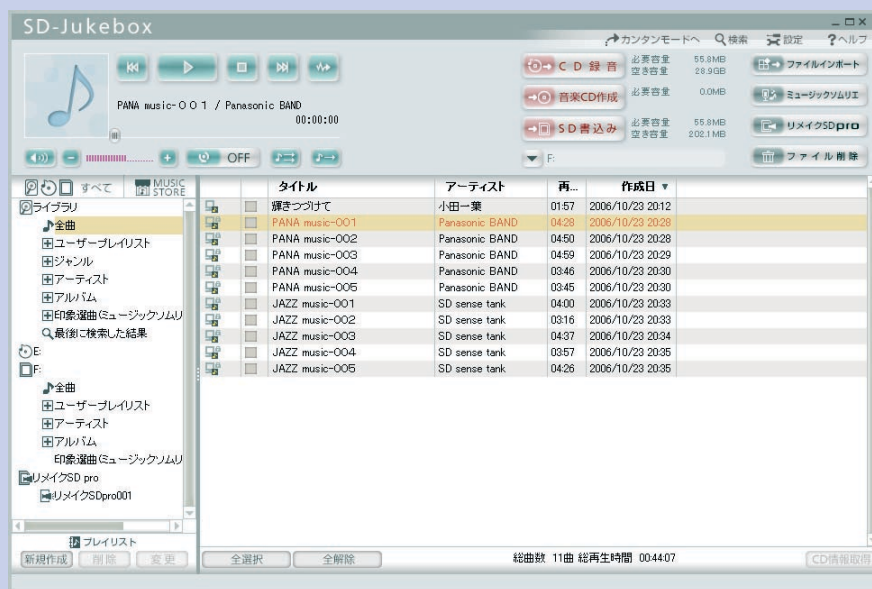 SD-Jukebox
カンタンモードへ 検索 設定 ?ヘルプ
CD録音 必要容量 55.8MB
空き容量 28.9GB
ファイルインポート
音楽CD作成 必要容量 0.0MB
ミュージックソムリエ
PANA music-001 / Panasonic BAND
00:00:00
SD書込み 必要容量 55.8MB
空き容量 202.1MB
リメイクSDpro
OFF
F:
ファイル削除
すべて MUSIC STORE
タイトル アーティスト 再... 作成日 ▼
輝きつづけて 小田一葉 01:57 2006/10/23 20:12
PANA music-001 Panasonic BAND 04:28 2006/10/23 20:28
PANA music-002 Panasonic BAND 04:50 2006/10/23 20:28
PANA music-003 Panasonic BAND 04:59 2006/10/23 20:29
PANA music-004 Panasonic BAND 03:46 2006/10/23 20:30
PANA music-005 Panasonic BAND 03:45 2006/10/23 20:30
JAZZ music-001 SD sense tank 04:00 2006/10/23 20:33
JAZZ music-002 SD sense tank 03:16 2006/10/23 20:33
JAZZ music-003 SD sense tank 04:37 2006/10/23 20:34
JAZZ music-004 SD sense tank 03:57 2006/10/23 20:35
JAZZ music-005 SD sense tank 04:26 2006/10/23 20:35
ライブラリ
全曲
ユーザープレイリスト
ジャンル
アーティスト
アルバム
印象選曲(ミュージックソムリ
最後に検索した結果
E:
F:
全曲
ユーザープレイリスト
アーティスト
アルバム
印象選曲(ミュージックソムリ
リメイクSD pro
リメイクSDpro001
プレイリスト
新規作成 削除 変更
全選択 全解除 総曲数 11曲 総再生時間 00:44:07 CD情報取得